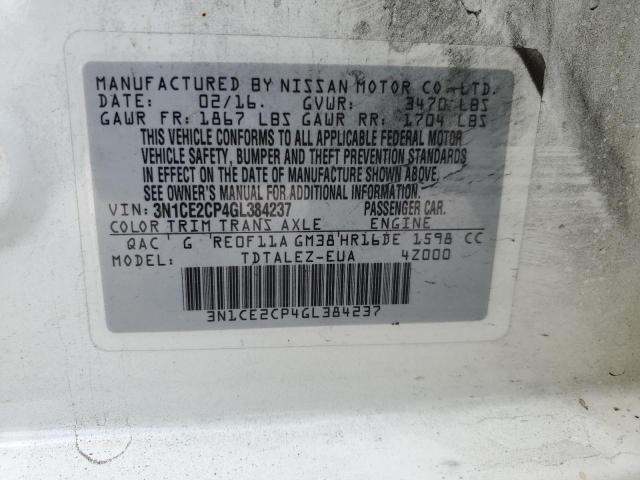 MANUFACTURED BY NISSAN MOTOR CO., LTD.
DATE: 02/16. GVWR: 3470 LBS
GAWR FR: 1867 LBS GAWR RR: 1704 LBS
THIS VEHICLE CONFORMS TO ALL APPLICABLE FEDERAL MOTOR
VEHICLE SAFETY, BUMPER AND THEFT PREVENTION STANDARDS
IN EFFECT ON THE DATE OF MANUFACTURE SHOWN ABOVE.
SEE OWNER'S MANUAL FOR ADDITIONAL INFORMATION.
VIN: 3N1CE2CP4GL384237 PASSENGER CAR.
COLOR TRIM TRANS AXLE ENGINE
QAC G RE0F11A GM38 HR16DE 1598 CC
MODEL: TDTALEZ-EUA 4Z000
3N1CE2CP4GL384237